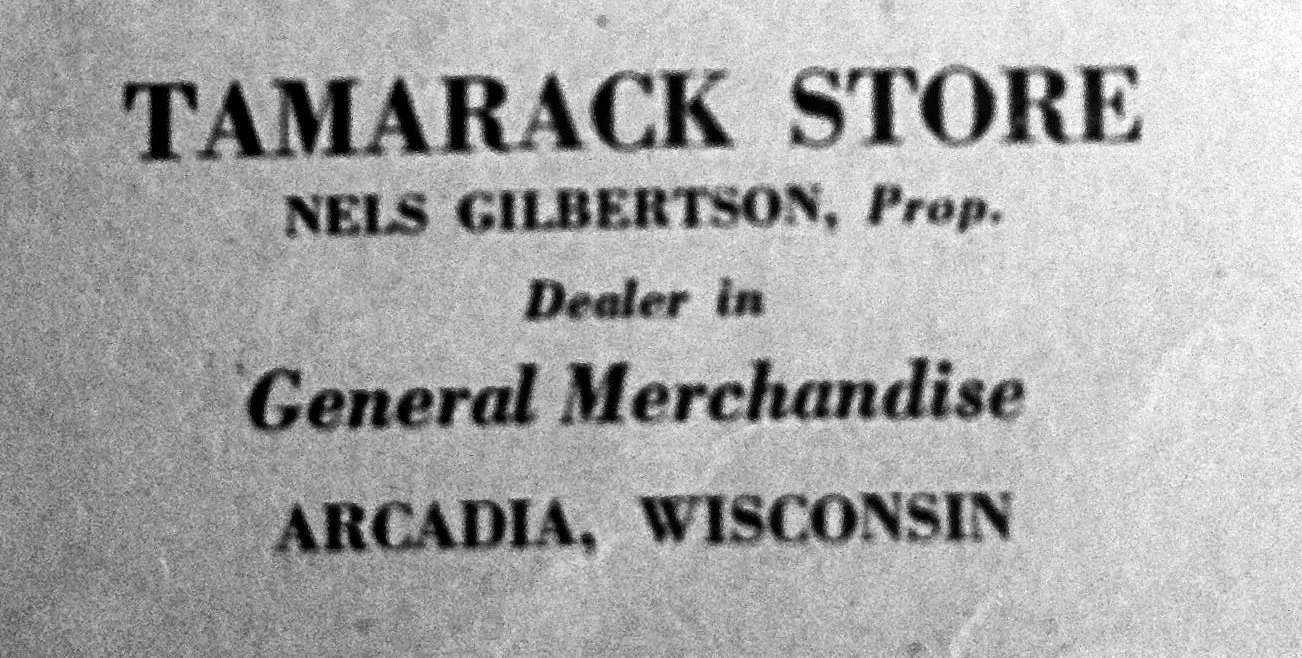 TAMARACK STORE
NELS GILBERTSON, Prop.
Dealer in
General Merchandise
ARCADIA, WISCONSIN